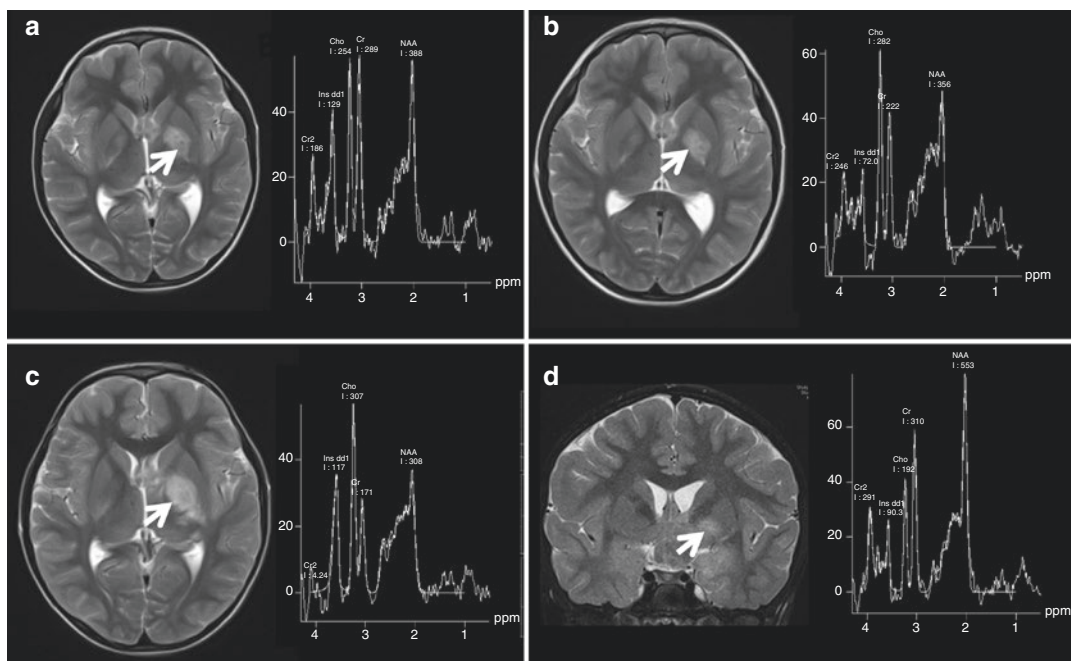 a
Cho
I : 254
Cr
I : 289
NAA
I : 388
Ins dd1
I : 129
Cr2
I : 186
40
20
0
ppm
4 3 2 1
b
60
Cho
I : 282
NAA
I : 356
Cr
I : 222
Cr2
I : 246
Ins dd1
I : 72.0
40
20
0
ppm
4 3 2 1
c
Cho
I : 307
Ins dd1
I : 117
NAA
I : 308
Cr
I : 171
Cr2
I : 4.24
40
20
0
ppm
4 3 2 1
d
NAA
I : 553
Cr
I : 310
Cho
I : 192
Cr2
I : 291
Ins dd1
I : 90.3
60
40
20
0
ppm
4 3 2 1